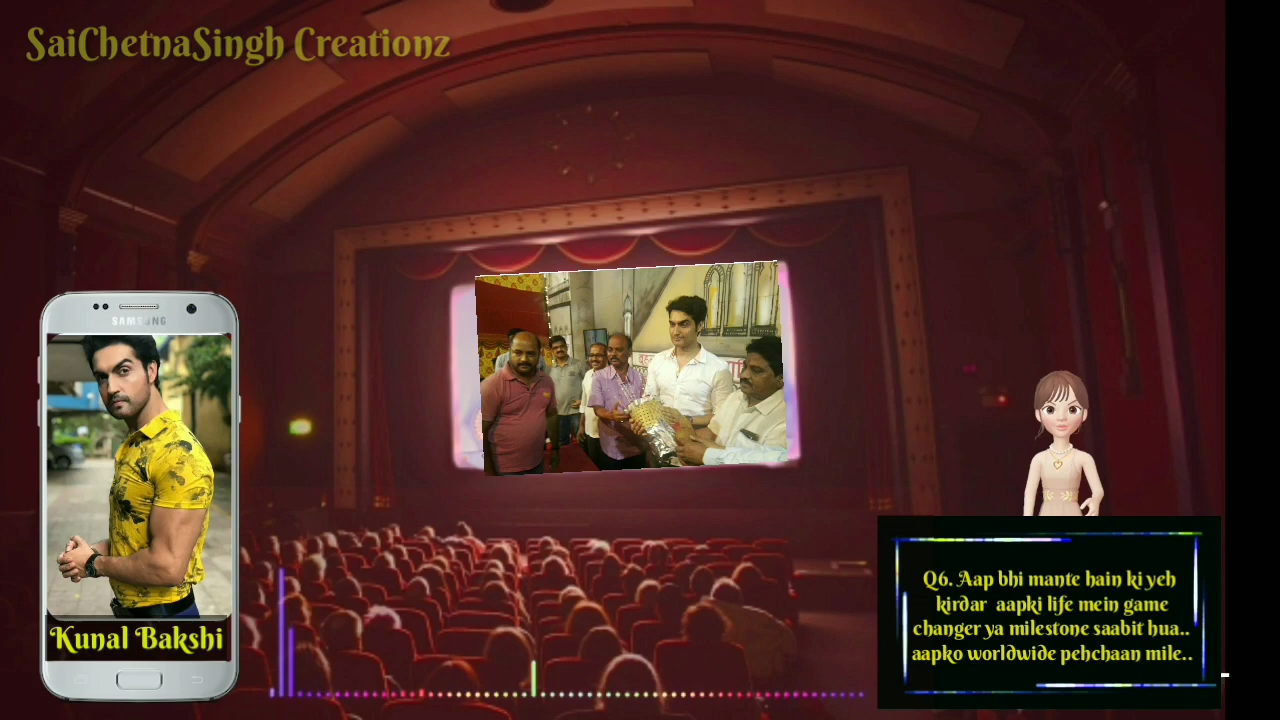 SaiChetnaSingh Creationz
SAMSUNG
Kunal Bakshi
Q6. Aap bhi mante hain ki yeh
kirdar aapki life mein game
changer ya milestone saabit hua..
aapko worldwide pehchaan mile..